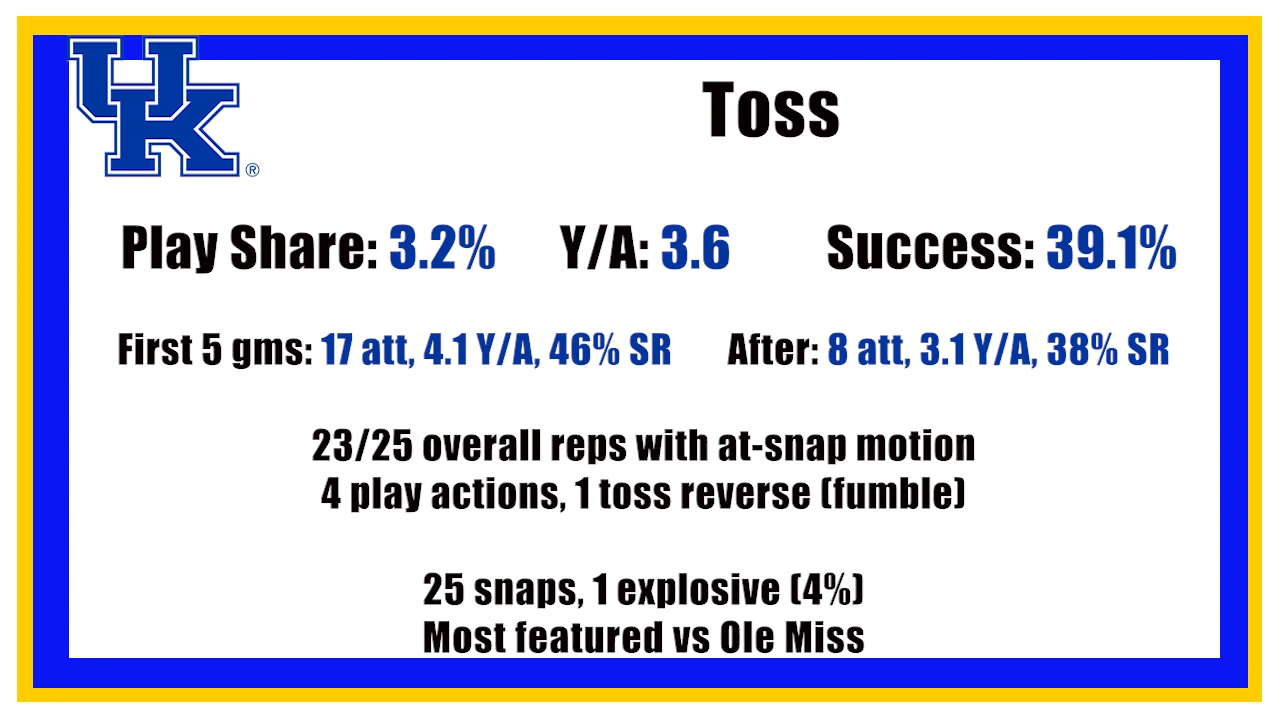 UK ®
Toss
Play Share: 3.2% Y/A: 3.6 Success: 39.1%
First 5 gms: 17 att, 4.1 Y/A, 46% SR After: 8 att, 3.1 Y/A, 38% SR
23/25 overall reps with at-snap motion
4 play actions, 1 toss reverse (fumble)
25 snaps, 1 explosive (4%)
Most featured vs Ole Miss